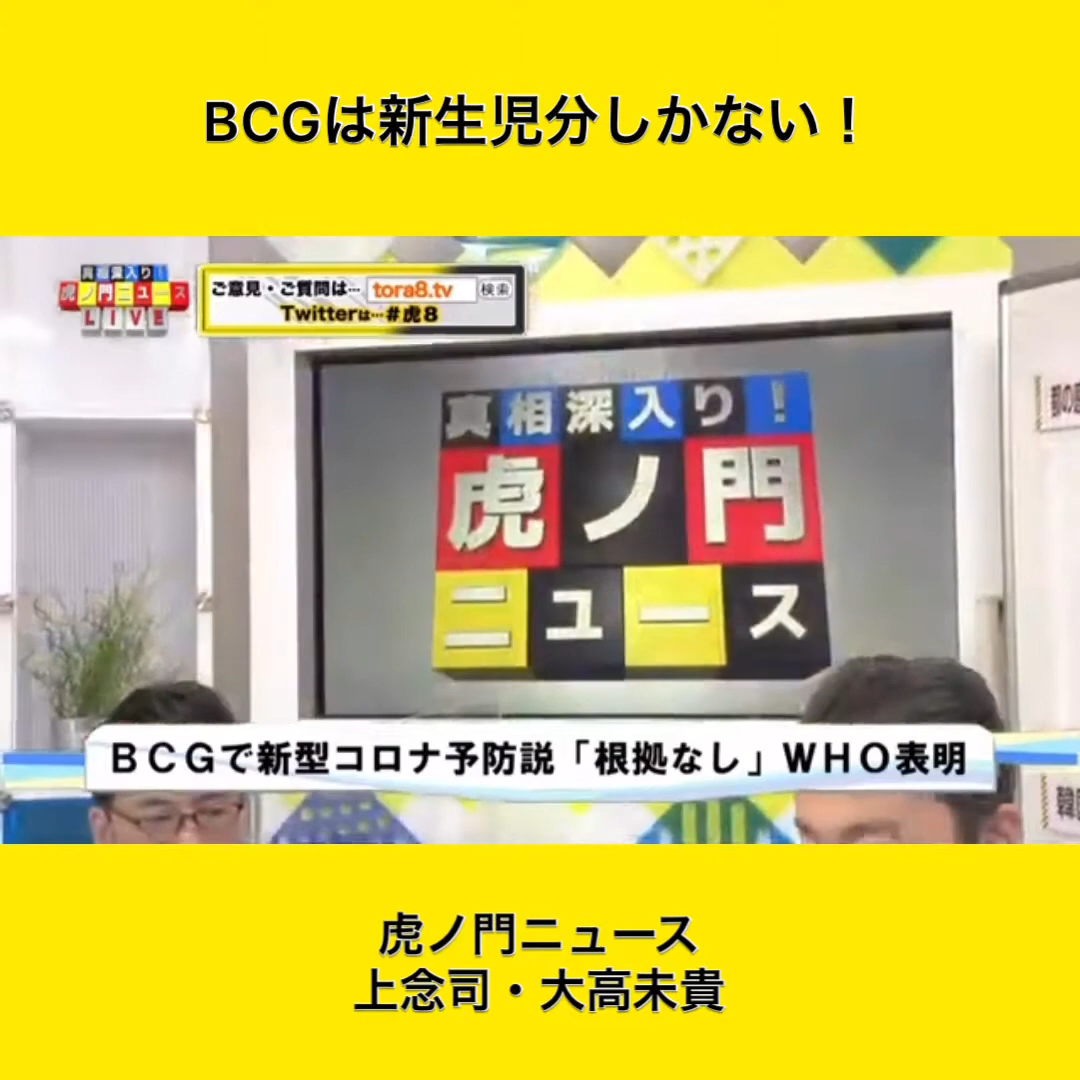 BCGは新生児分しかない！
真相深入り！
虎ノ門ニュース
LIVE
ご意見・ご質問は… tora8.tv 検索
Twitterは…#虎8
真相深入り！
虎ノ門
ニュース
都の
BCGで新型コロナ予防説「根拠なし」WHO表明
虎ノ門ニュース
上念司・大高未貴